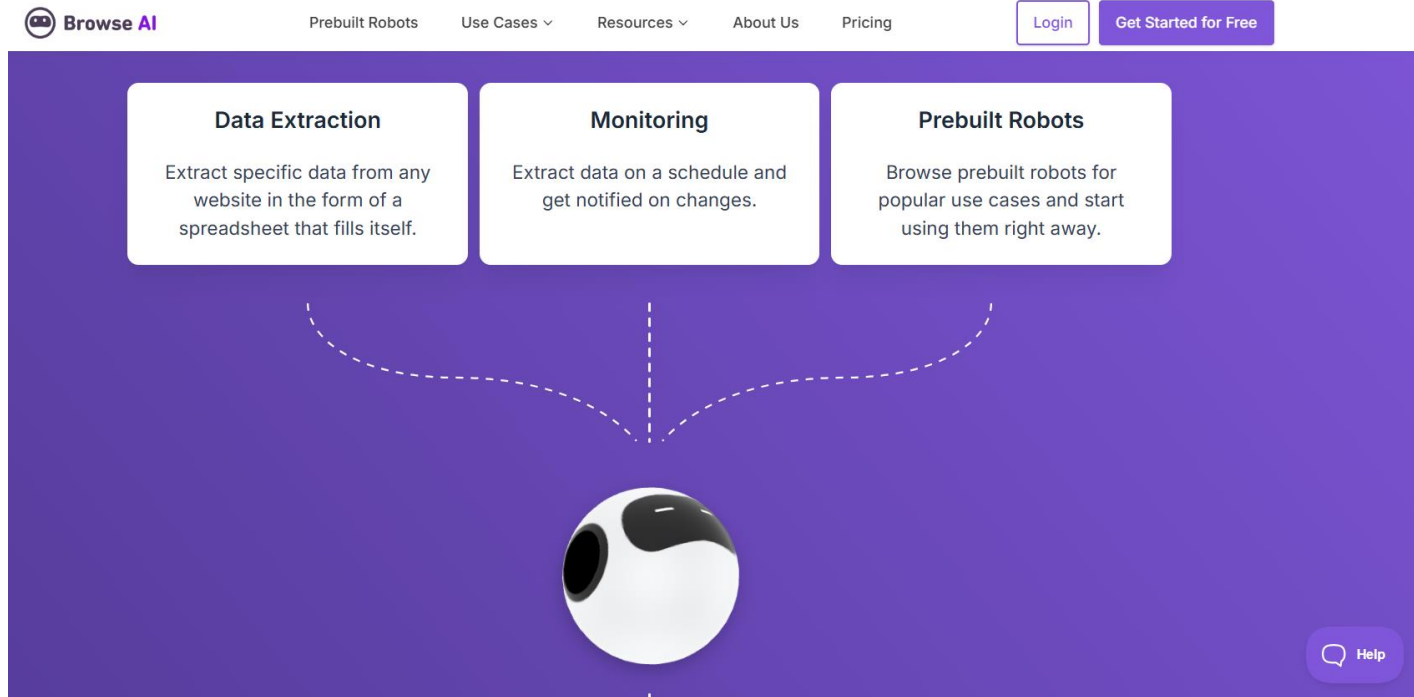 Browse AI
Prebuilt Robots
Use Cases
Resources
About Us
Pricing
Login
Get Started for Free
Data Extraction
Extract specific data from any
website in the form of a
spreadsheet that fills itself.
Monitoring
Extract data on a schedule and
get notified on changes.
Prebuilt Robots
Browse prebuilt robots for
popular use cases and start
using them right away.
Help